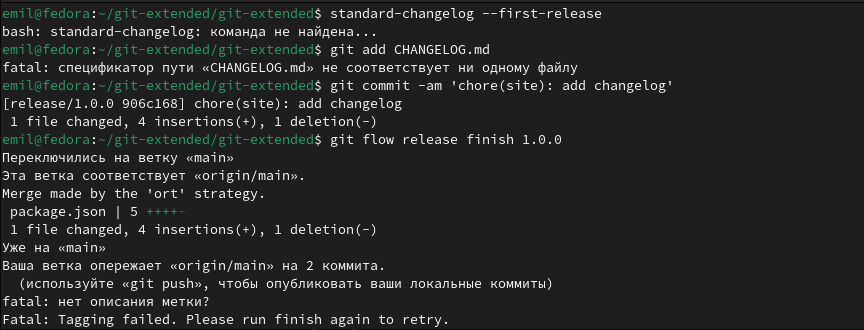 emil@fedora:~/git-extended/git-extended$ standard-changelog --first-release
bash: standard-changelog: команда не найдена...
emil@fedora:~/git-extended/git-extended$ git add CHANGELOG.md
fatal: спецификатор пути «CHANGELOG.md» не соответствует ни одному файлу
emil@fedora:~/git-extended/git-extended$ git commit -am 'chore(site): add changelog'
[release/1.0.0 906c168] chore(site): add changelog
 1 file changed, 4 insertions(+), 1 deletion(-)
emil@fedora:~/git-extended/git-extended$ git flow release finish 1.0.0
Переключились на ветку «main»
Эта ветка соответствует «origin/main».
Merge made by the 'ort' strategy.
 package.json | 5 ++++-
 1 file changed, 4 insertions(+), 1 deletion(-)
Уже на «main»
Ваша ветка опережает «origin/main» на 2 коммита.
  (используйте «git push», чтобы опубликовать ваши локальные коммиты)
fatal: нет описания метки?
Fatal: Tagging failed. Please run finish again to retry.